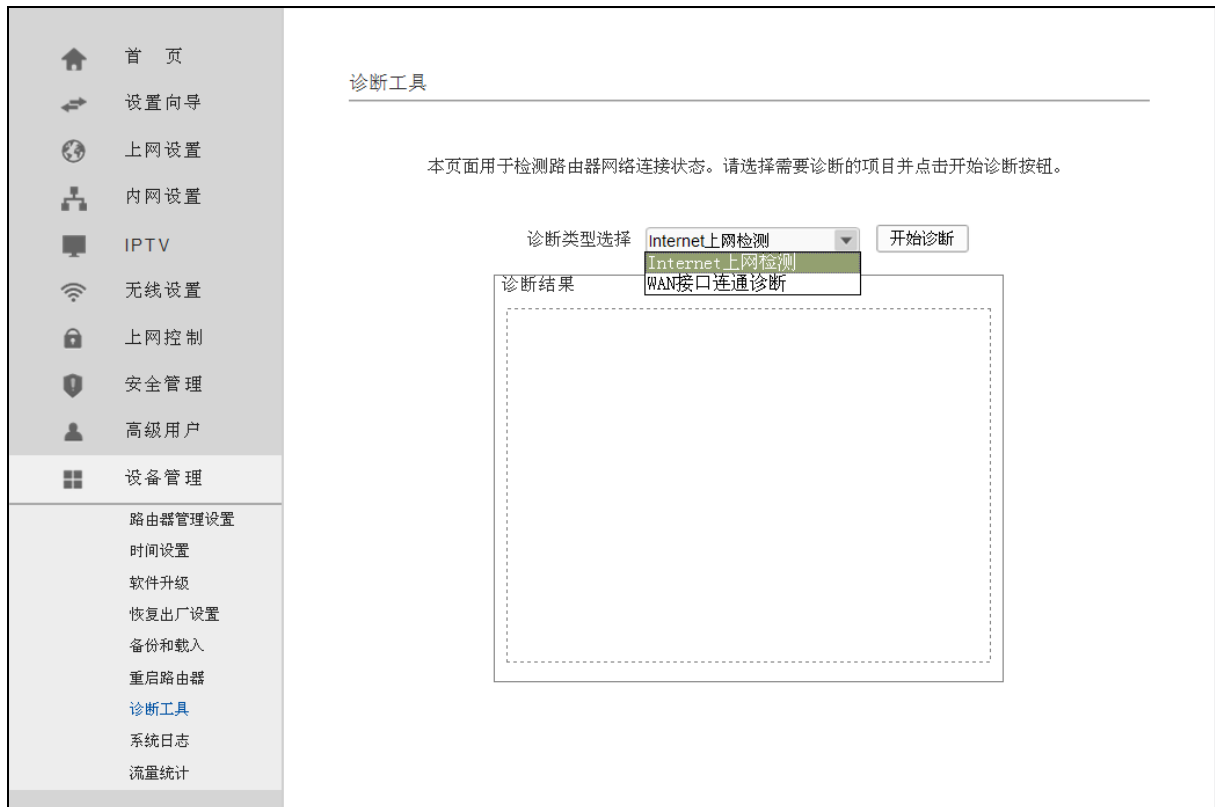 首 页
设置向导
上网设置
内网设置
IPTV
无线设置
上网控制
安全管理
高级用户
设备管理
路由器管理设置
时间设置
软件升级
恢复出厂设置
备份和载入
重启路由器
诊断工具
系统日志
流量统计
诊断工具
本页面用于检测路由器网络连接状态。请选择需要诊断的项目并点击开始诊断按钮。
诊断类型选择 Internet上网检测 开始诊断
Internet上网检测
WAN接口连通诊断
诊断结果